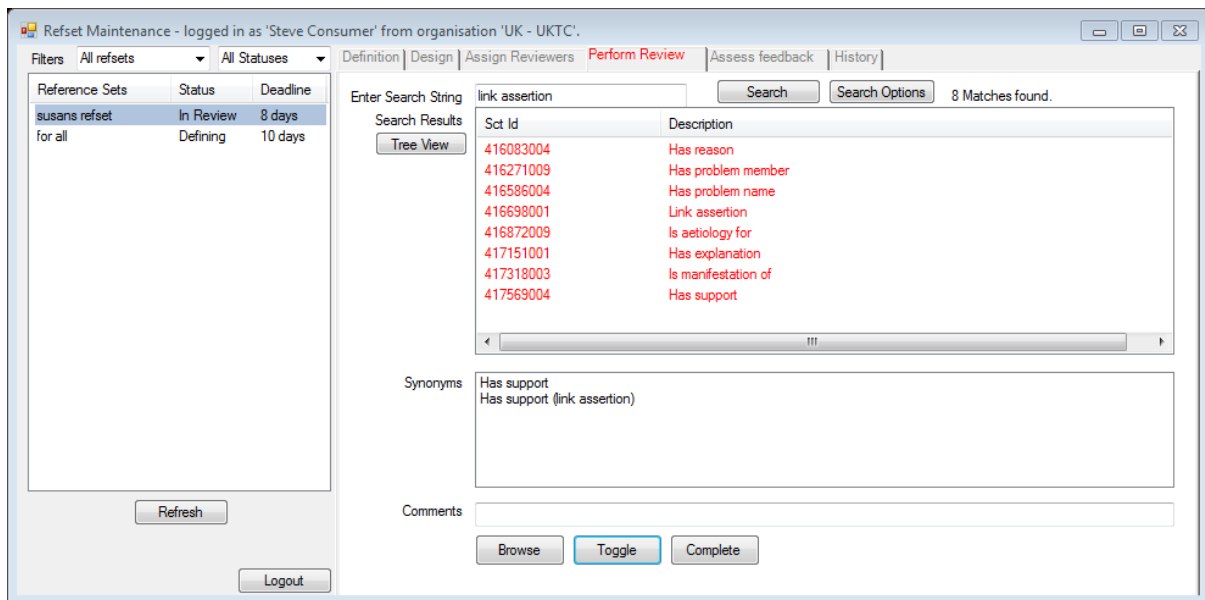 Refset Maintenance - logged in as 'Steve Consumer' from organisation 'UK - UKTC'.
Filters All refsets All Statuses
Definition Design Assign Reviewers Perform Review Assess feedback History
Reference Sets Status Deadline
susans refset In Review 8 days
for all Defining 10 days
Refresh
Logout
Enter Search String link assertion Search Search Options 8 Matches found.
Search Results
Tree View
Sct Id Description
416083004 Has reason
416271009 Has problem member
416586004 Has problem name
416698001 Link assertion
416872009 Is aetiology for
417151001 Has explanation
417318003 Is manifestation of
417569004 Has support
Synonyms Has support
Has support (link assertion)
Comments
Browse Toggle Complete